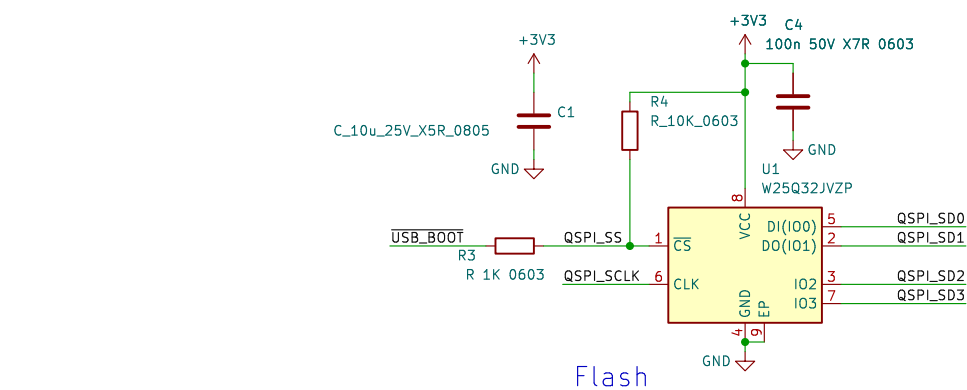 +3V3
C4
100n 50V X7R 0603
+3V3
C1
C_10u_25V_X5R_0805
GND
R4
R_10K_0603
GND
U1
W25Q32JVZP
8
VCC
USB_BOOT
R3
R 1K 0603
QSPI_SS
1
CS
QSPI_SCLK
6
CLK
DI(IO0)
5
QSPI_SD0
DO(IO1)
2
QSPI_SD1
IO2
3
QSPI_SD2
IO3
7
QSPI_SD3
GND
EP
4
9
GND
Flash